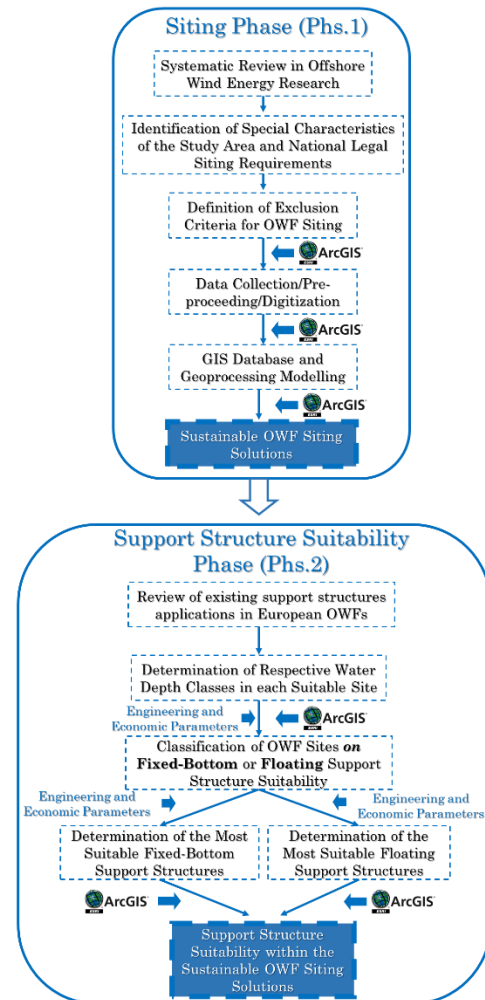 Siting Phase (Phs.1)
Systematic Review in Offshore
Wind Energy Research
Identification of Special Characteristics
of the Study Area and National Legal
Siting Requirements
Definition of Exclusion
Criteria for OWF Siting
ArcGIS
Data Collection/Pre-
proceeding/Digitization
ArcGIS
GIS Database and
Geoprocessing Modelling
ArcGIS
Sustainable OWF Siting
Solutions
Support Structure Suitability
Phase (Phs.2)
Review of existing support structures
applications in European OWFs
Determination of Respective Water
Depth Classes in each Suitable Site
Engineering and
Economic Parameters
ArcGIS
Classification of OWF Sites on
Fixed-Bottom or Floating Support
Structure Suitability
Engineering and
Economic Parameters
Engineering and
Economic Parameters
Determination of the Most
Suitable Fixed-Bottom
Support Structures
Determination of the
Most Suitable Floating
Support Structures
ArcGIS
ArcGIS
Support Structure
Suitability within the
Sustainable OWF Siting
Solutions